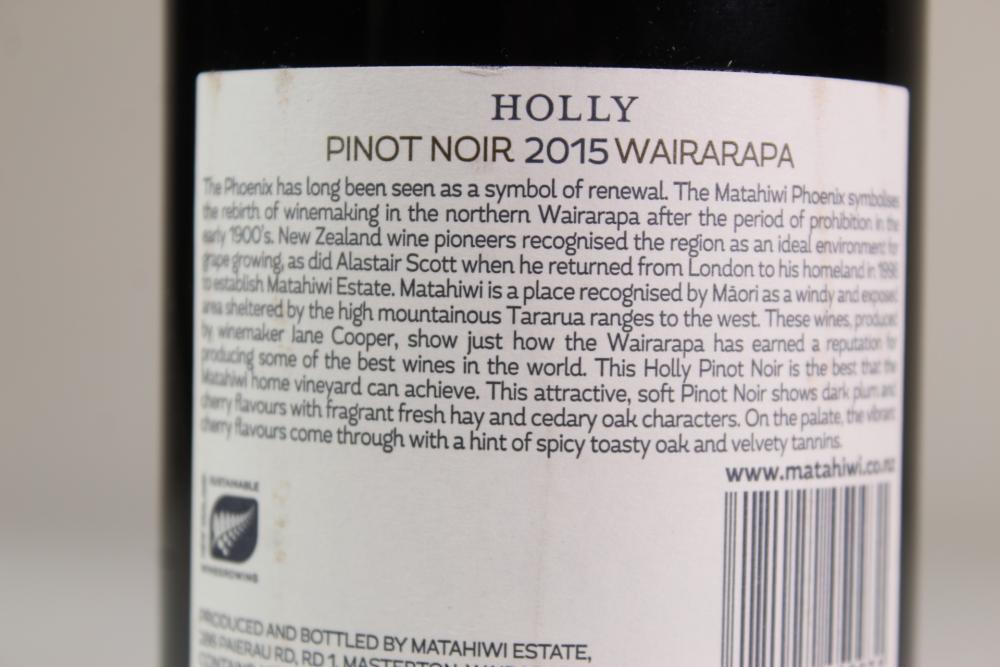 HOLLY
PINOT NOIR 2015 WAIRARAPA
The Phoenix has long been seen as a symbol of renewal. The Matahiwi Phoenix symbolises
the rebirth of winemaking in the northern Wairarapa after the period of prohibition in the
early 1900's. New Zealand wine pioneers recognised the region as an ideal environment for
grape growing, as did Alastair Scott when he returned from London to his homeland in
to establish Matahiwi Estate. Matahiwi is a place recognised by Māori as a windy and exposed
area sheltered by the high mountainous Tararua ranges to the west. These wines, produced
by winemaker Jane Cooper, show just how the Wairarapa has earned a reputation for
producing some of the best wines in the world. This Holly Pinot Noir is the best that the
Matahiwi home vineyard can achieve. This attractive, soft Pinot Noir shows dark plum and
cherry flavours with fragrant fresh hay and cedary oak characters. On the palate, the vibrant
cherry flavours come through with a hint of spicy toasty oak and velvety tannins.
www.matahiwi.co.nz
SUSTAINABLE
WINEGROWING
PRODUCED AND BOTTLED BY MATAHIWI ESTATE,
286 PAIERAU RD, RD 1, MASTERTON,